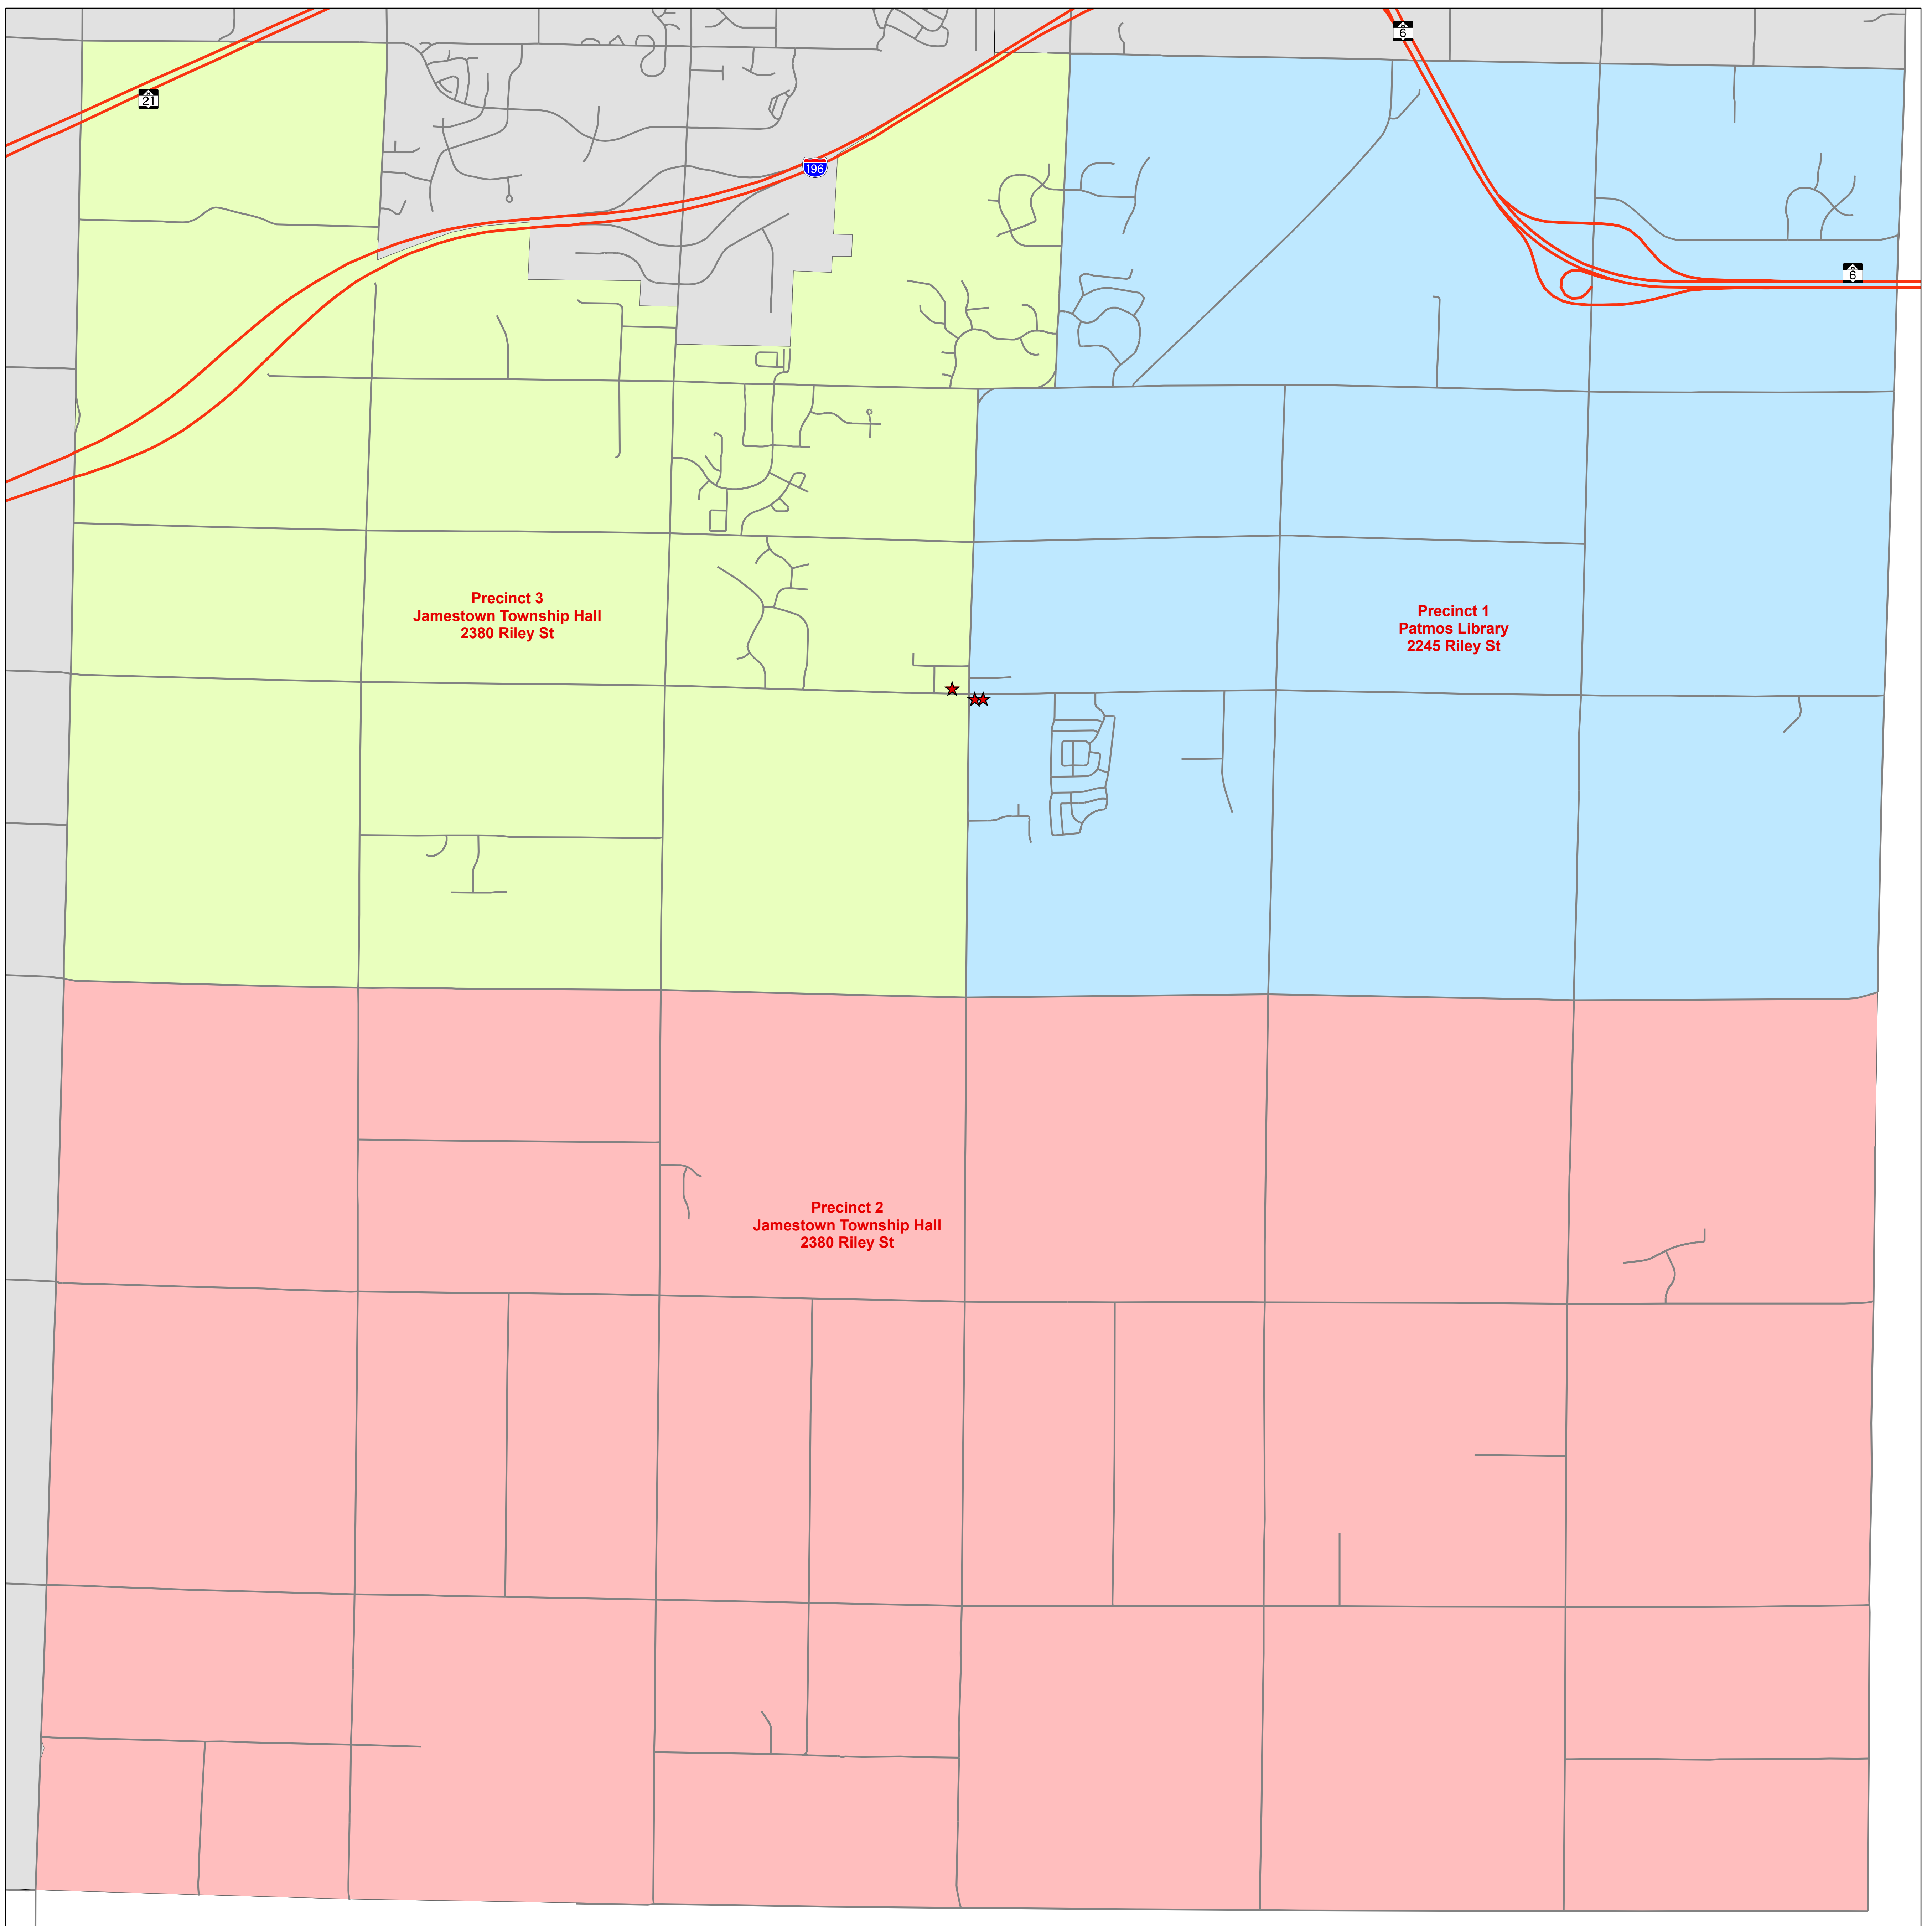 6
21
196
6
Precinct 3
Jamestown Township Hall
2380 Riley St
Precinct 1
Patmos Library
2245 Riley St
Precinct 2
Jamestown Township Hall
2380 Riley St